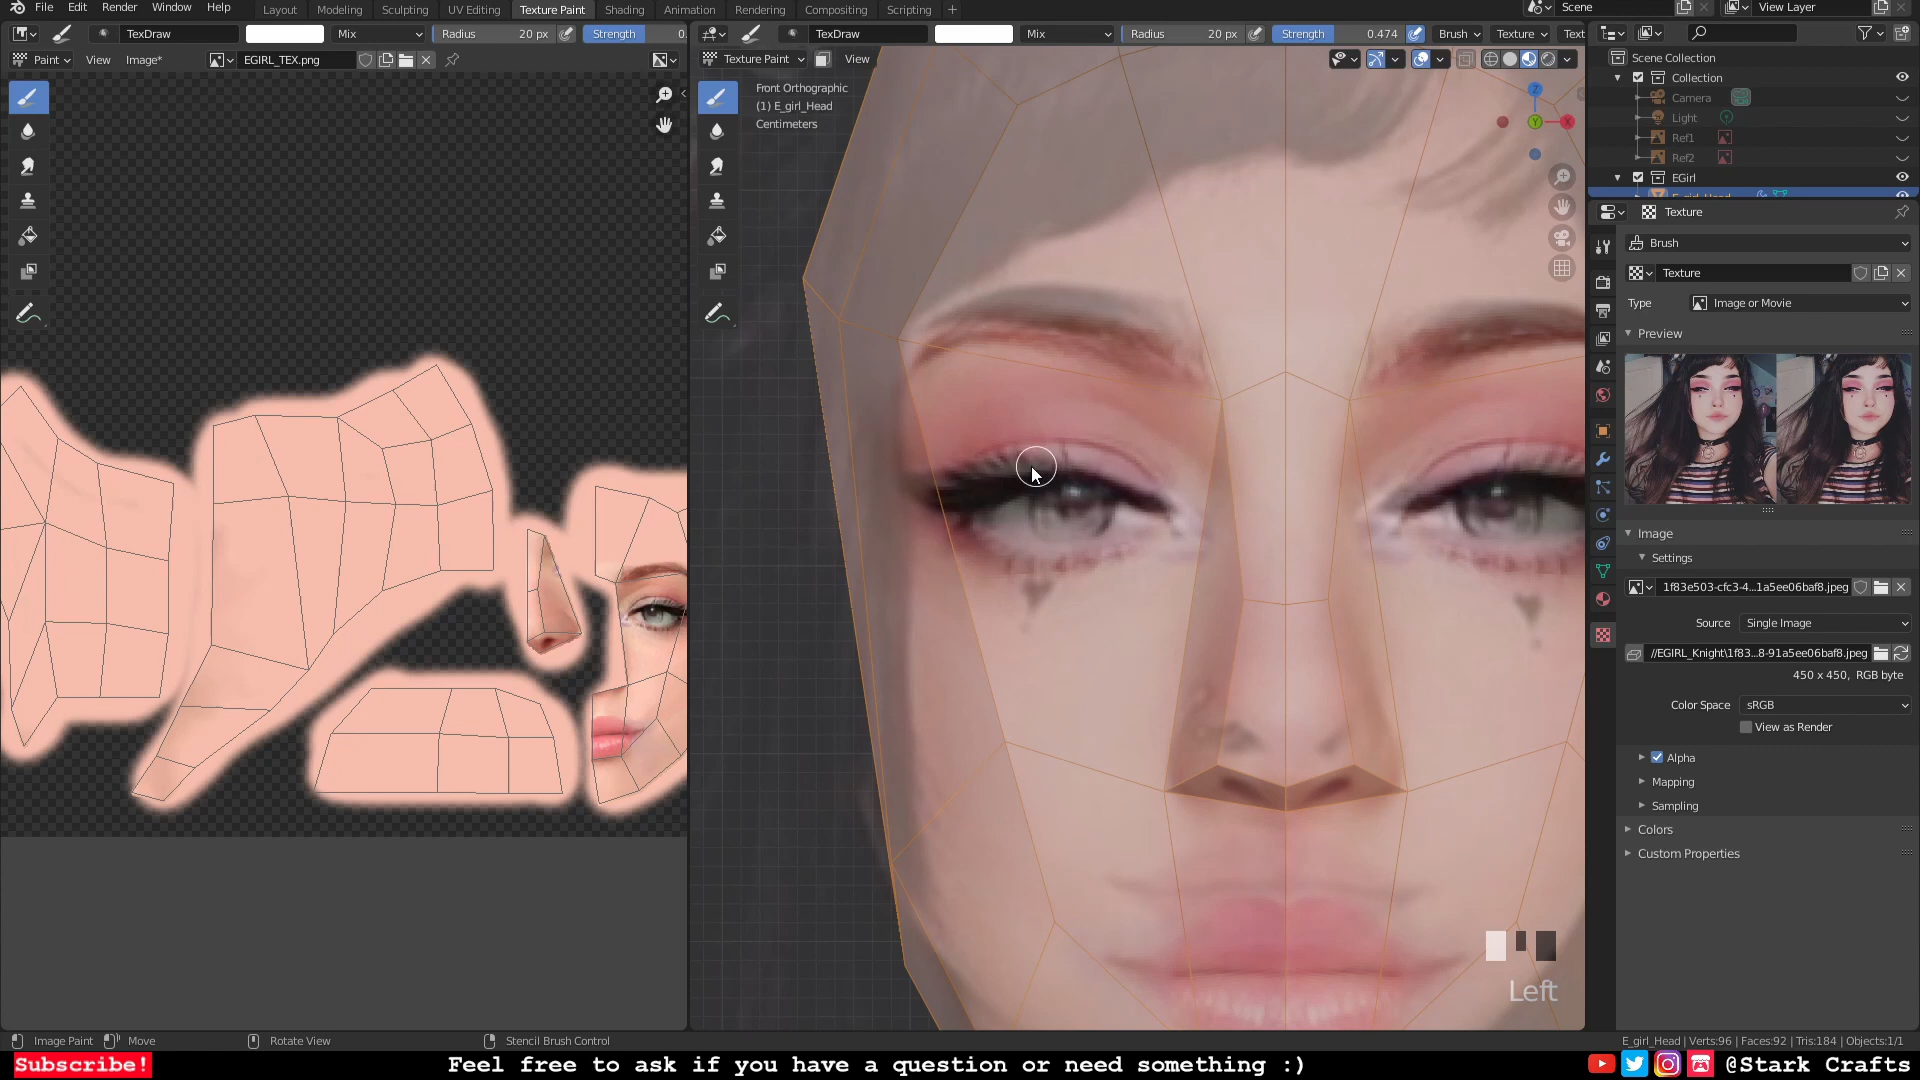 File Edit Render Window Help Layout Modeling Sculpting UV Editing Texture Paint Shading Animation Rendering Compositing Scripting + Scene View Layer
TexDraw Mix Radius 20 px Strength 0. TexDraw Mix Radius 20 px Strength 0.474 Brush Texture Text
Paint View Image* EGIRL_TEX.png Texture Paint View
Scene Collection
Collection
Camera
Light
Ref1
Ref2
EGirl
Front Orthographic
(1) E_girl_Head
Centimeters
Z
Y
X
Texture
Brush
Texture
Type Image or Movie
Preview
Image
Settings
1f83e503-cfc3-4...1a5ee06baf8.jpeg
Source Single Image
//EGIRL_Knight\1f83...8-91a5ee06baf8.jpeg
450 x 450, RGB byte
Color Space sRGB
View as Render
Alpha
Mapping
Sampling
Colors
Custom Properties
Left
Image Paint Move Rotate View Stencil Brush Control E_girl_Head | Verts:96 | Faces:92 | Tris:184 | Objects:1/1
Subscribe! Feel free to ask if you have a question or need something :) @Stark Crafts